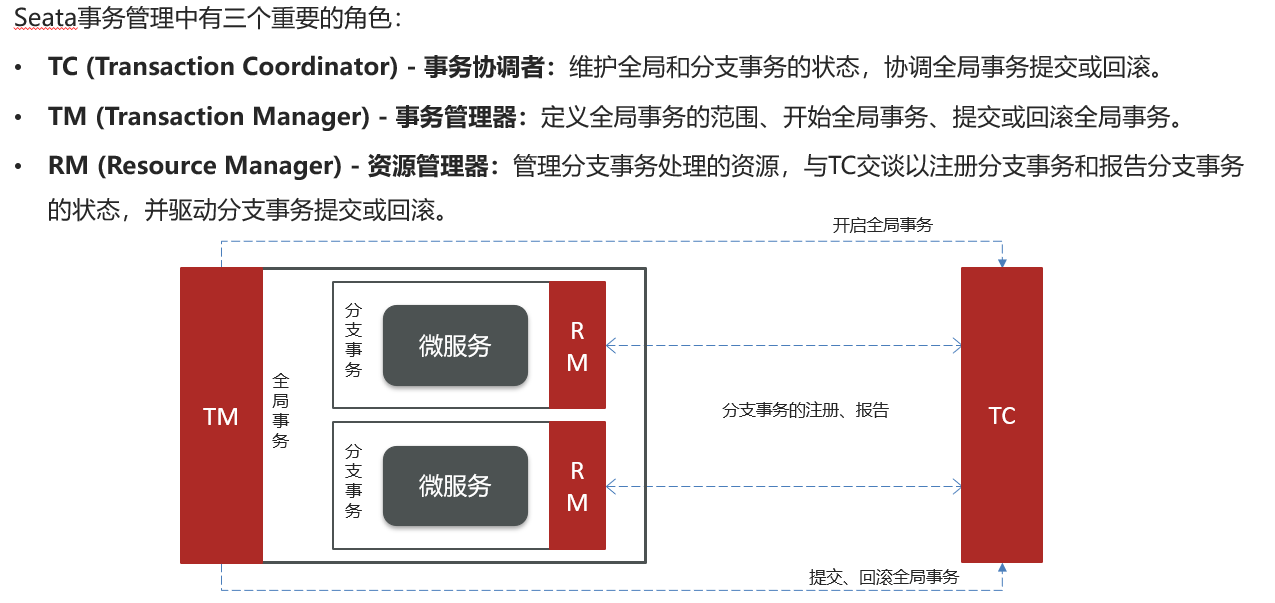 Seata事务管理中有三个重要的角色：
• TC (Transaction Coordinator) - 事务协调者：维护全局和分支事务的状态，协调全局事务提交或回滚。
• TM (Transaction Manager) - 事务管理器：定义全局事务的范围、开始全局事务、提交或回滚全局事务。
• RM (Resource Manager) - 资源管理器：管理分支事务处理的资源，与TC交谈以注册分支事务和报告分支事务
的状态，并驱动分支事务提交或回滚。
开启全局事务
TM
全局事务
分支事务
微服务
RM
分支事务的注册、报告
TC
分支事务
微服务
RM
提交、回滚全局事务